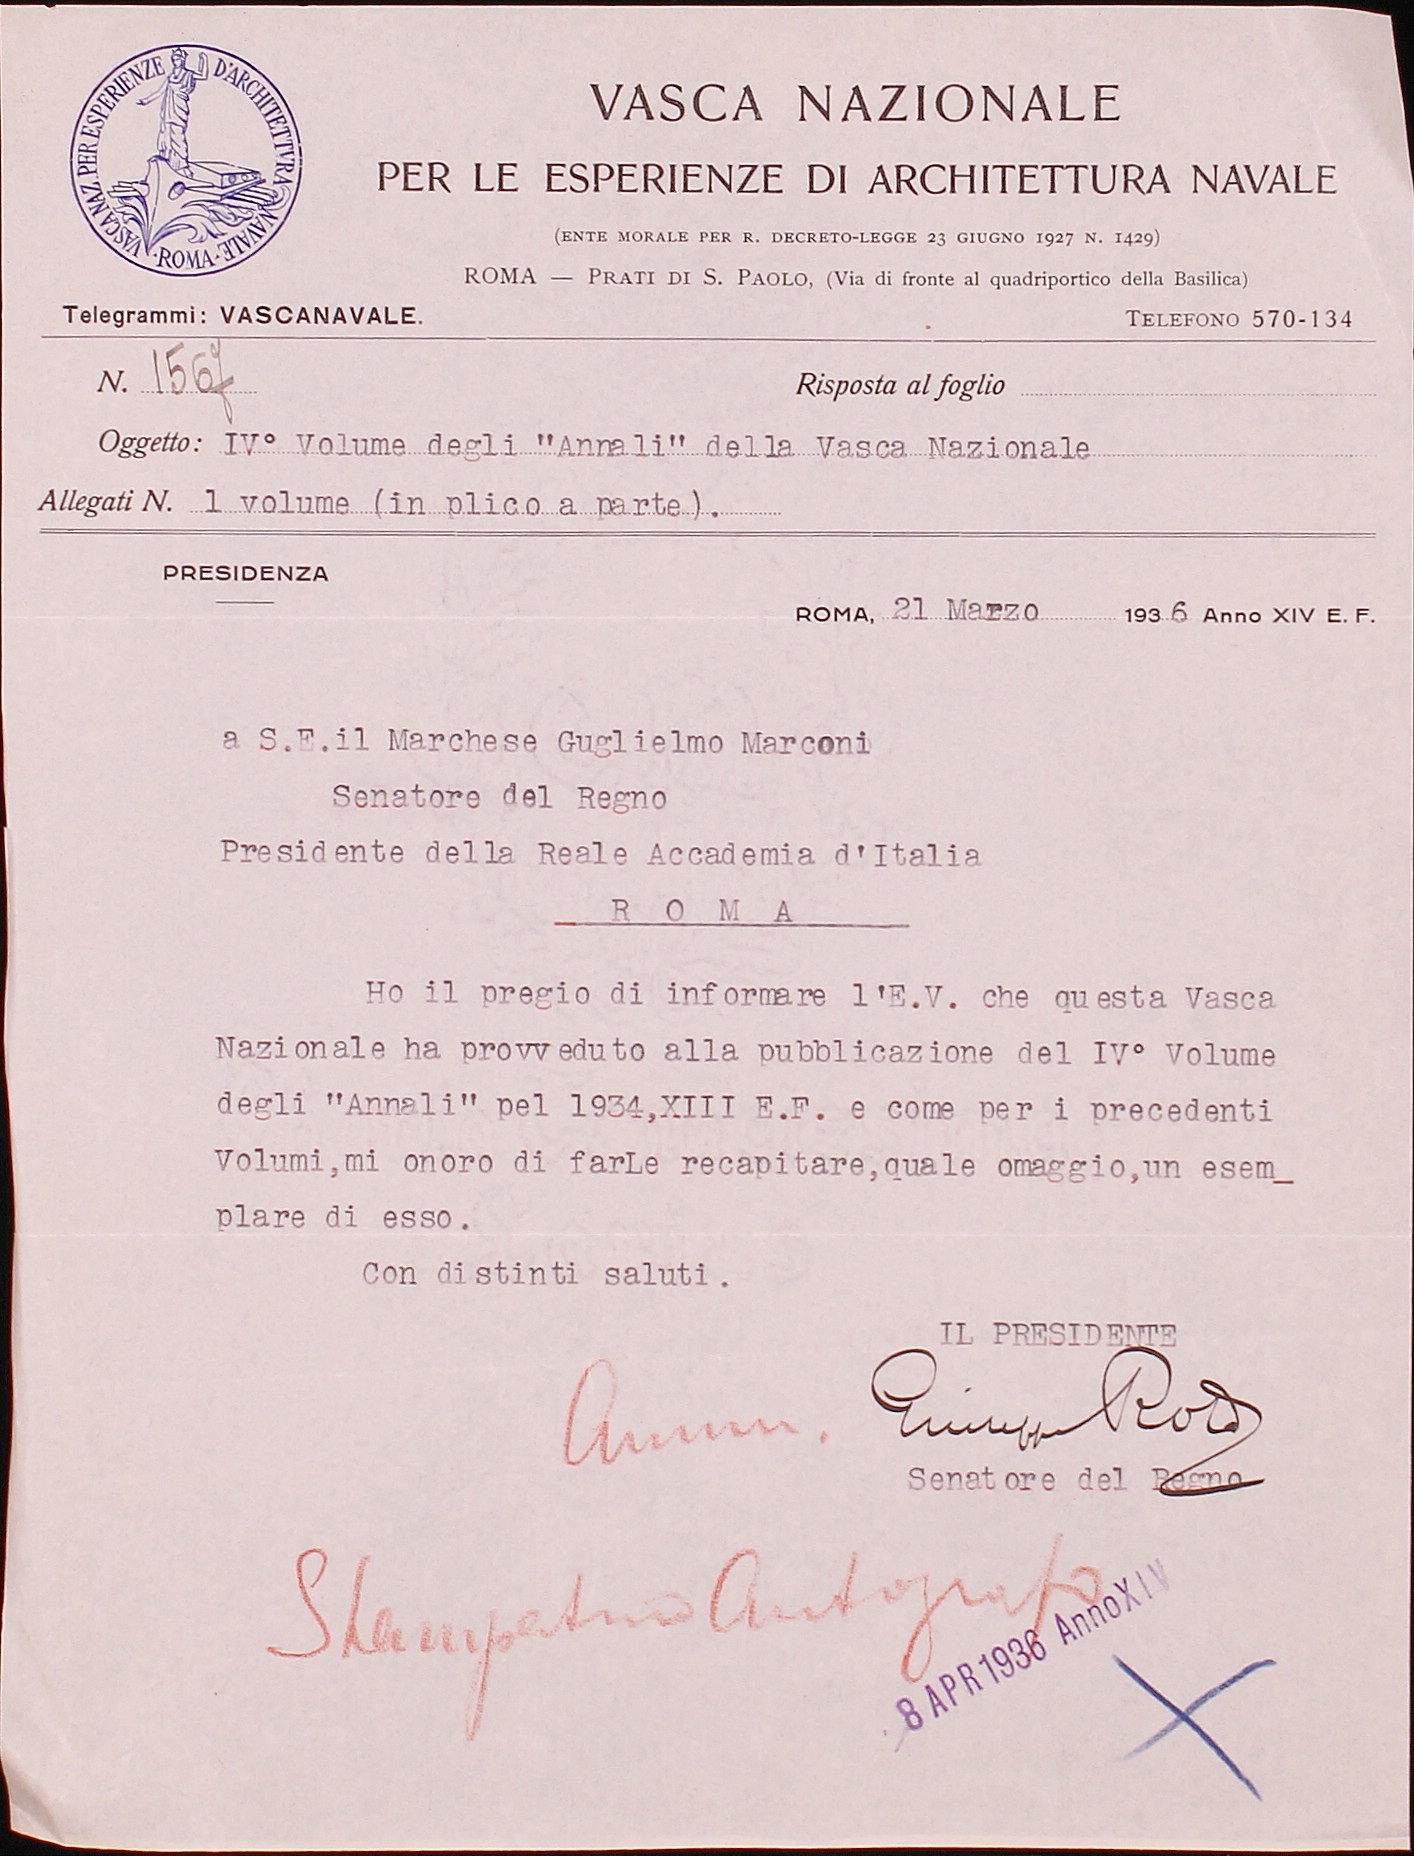 VASCA NAZ. PER ESPERIENZE D'ARCHITETTVRA NAVALE · ROMA ·
VASCA NAZIONALE
PER LE ESPERIENZE DI ARCHITETTURA NAVALE
(ENTE MORALE PER R. DECRETO-LEGGE 23 GIUGNO 1927 N. 1429)
ROMA — PRATI DI S. PAOLO, (Via di fronte al quadriportico della Basilica)
Telegrammi: VASCANAVALE. TELEFONO 570-134
N. 1567 Risposta al foglio
Oggetto: IV° Volume degli "Annali" della Vasca Nazionale
Allegati N. 1 volume (in plico a parte).
PRESIDENZA
ROMA, 21 Marzo 1936 Anno XIV E. F.
a S.E.il Marchese Guglielmo Marconi
Senatore del Regno
Presidente della Reale Accademia d'Italia
R O M A
Ho il pregio di informare l'E.V. che questa Vasca
Nazionale ha provveduto alla pubblicazione del IV° Volume
degli "Annali" pel 1934,XIII E.F. e come per i precedenti
Volumi,mi onoro di farLe recapitare,quale omaggio,un esem_
plare di esso.
Con distinti saluti.
IL PRESIDENTE
Giuseppe Rota
Senatore del Regno
Stampatino Autografo
8 APR 1936 Anno XIV